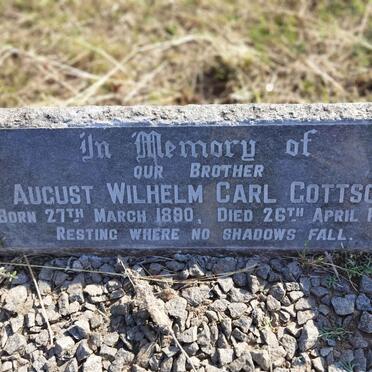 In Memory of
OUR BROTHER
AUGUST WILHELM CARL GOTTSC
BORN 27TH MARCH 1890, DIED 26TH APRIL
RESTING WHERE NO SHADOWS FALL.